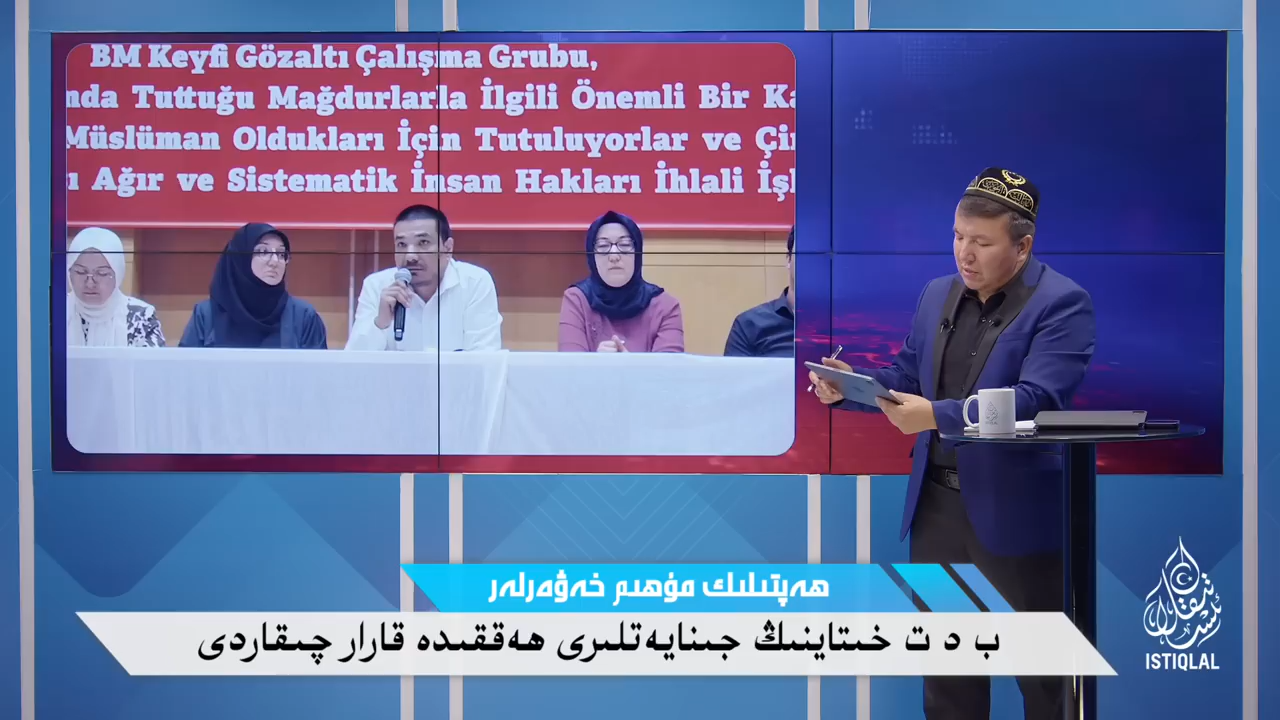 BM Keyfi Gözaltı Çalışma Grubu,
nda Tuttuğu Mağdurlarla İlgili Önemli Bir Ka
Müslüman Oldukları İçin Tutuluyorlar ve Çi
ı Ağır ve Sistematik İnsan Hakları İhlali İş
ھەپتىلىك مۇھىم خەۋەرلەر
ب د ت خىتاينىڭ جىنايەتلىرى ھەققىدە قارار چىقاردى
ISTIQLAL